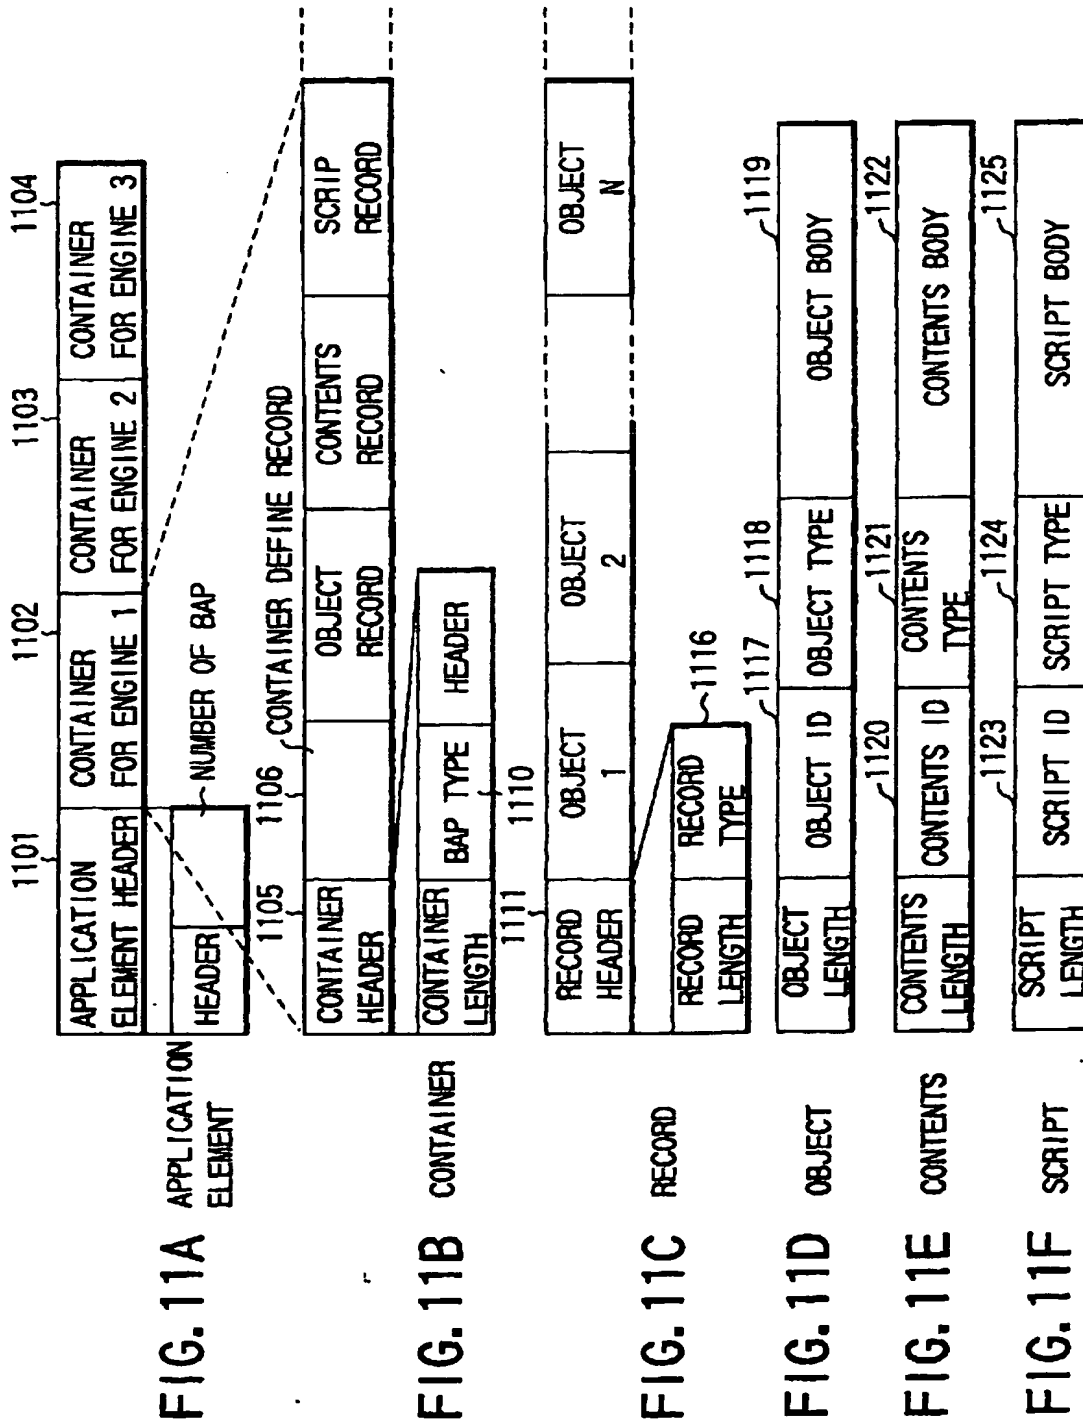 1101
1102
1103
1104
APPLICATION
ELEMENT HEADER
CONTAINER
FOR ENGINE 1
CONTAINER
FOR ENGINE 2
CONTAINER
FOR ENGINE 3
HEADER
NUMBER OF BAP
FIG. 11A
APPLICATION
ELEMENT
1105
1106
CONTAINER DEFINE RECORD
CONTAINER
HEADER
OBJECT
RECORD
CONTENTS
RECORD
SCRIP
RECORD
CONTAINER
LENGTH
BAP TYPE
HEADER
1110
FIG. 11B
CONTAINER
1111
RECORD
HEADER
OBJECT
1
OBJECT
2
OBJECT
N
RECORD
LENGTH
RECORD
TYPE
1116
FIG. 11C
RECORD
1117
1118
1119
OBJECT
LENGTH
OBJECT ID
OBJECT TYPE
OBJECT BODY
FIG. 11D
OBJECT
1120
1121
1122
CONTENTS
LENGTH
CONTENTS ID
CONTENTS
TYPE
CONTENTS BODY
FIG. 11E
CONTENTS
1123
1124
1125
SCRIPT
LENGTH
SCRIPT ID
SCRIPT TYPE
SCRIPT BODY
FIG. 11F
SCRIPT